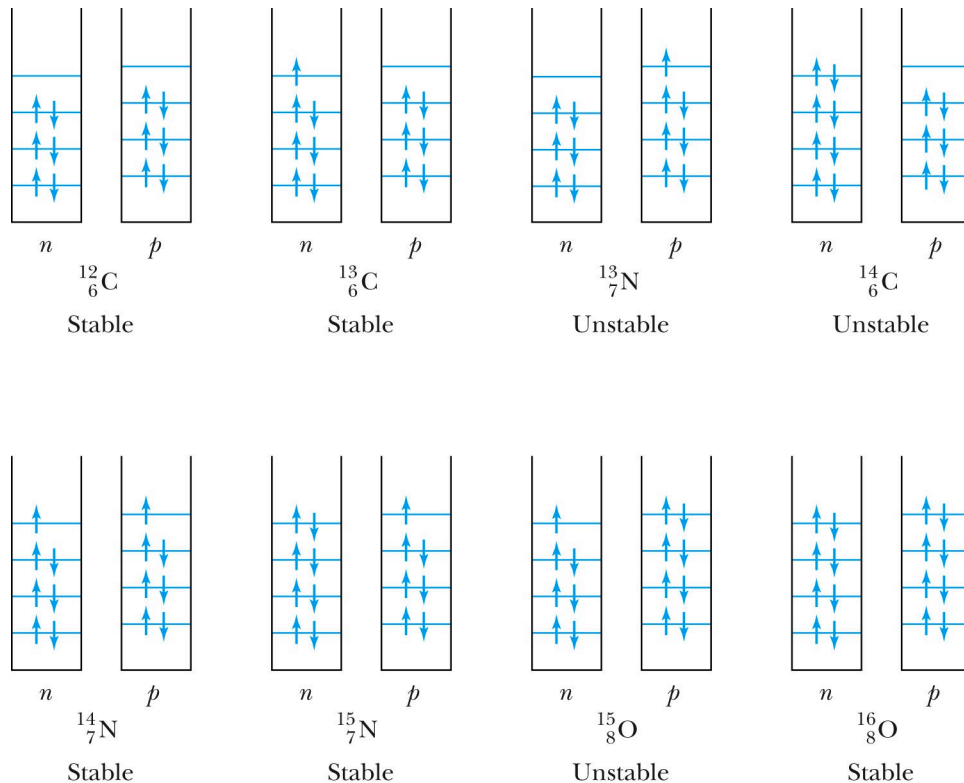 n p n p n p n p
¹²₆C ¹³₆C ¹³₇N ¹⁴₆C
Stable Stable Unstable Unstable
n p n p n p n p
¹⁴₇N ¹⁵₇N ¹⁵₈O ¹⁶₈O
Stable Stable Unstable Stable